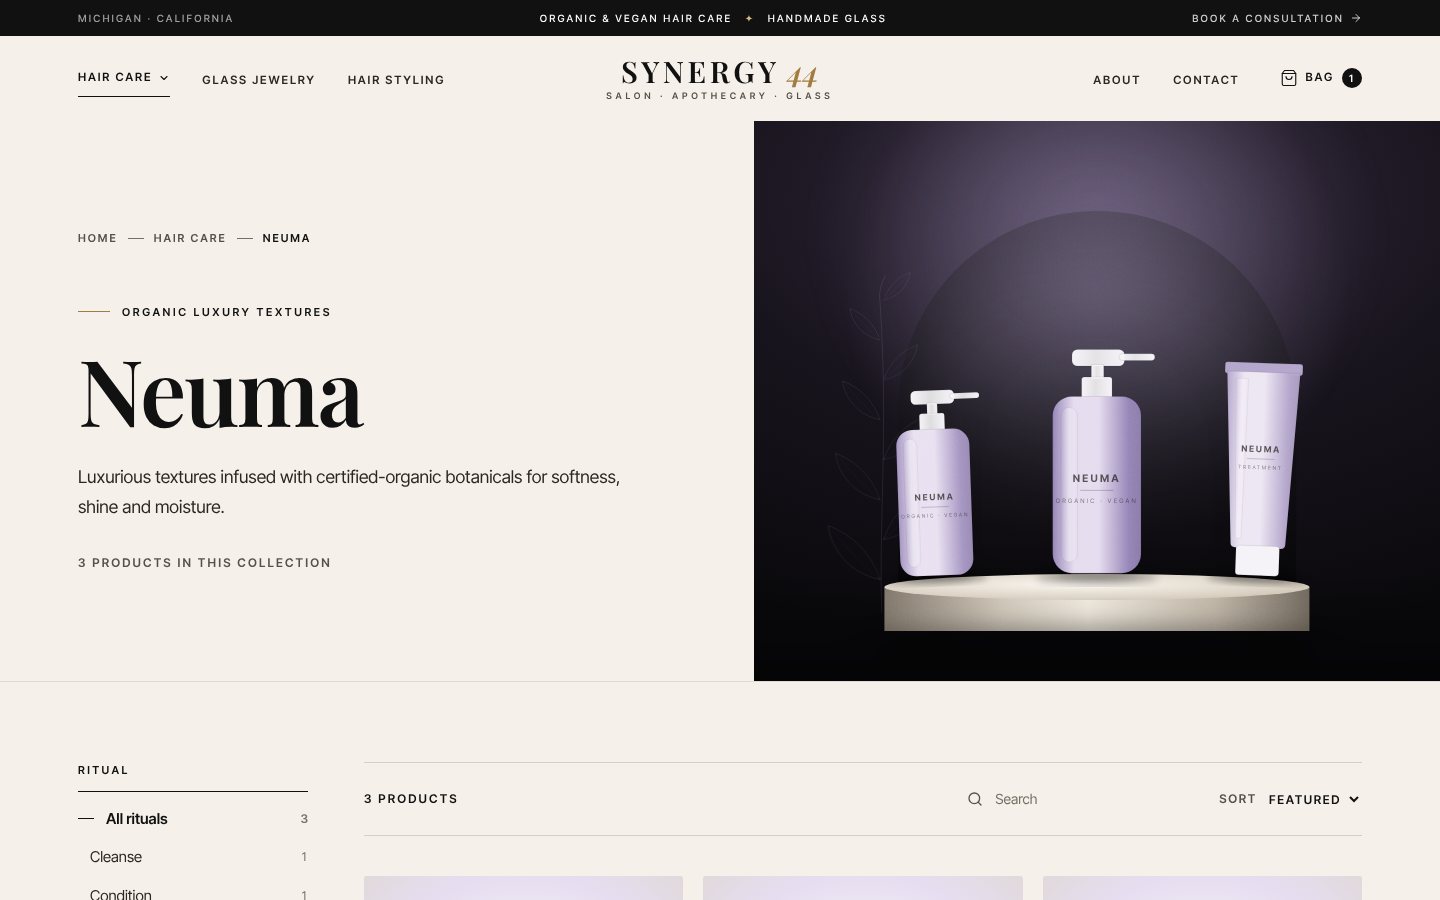 MICHIGAN · CALIFORNIA
ORGANIC & VEGAN HAIR CARE ✦ HANDMADE GLASS
BOOK A CONSULTATION →
HAIR CARE
GLASS JEWELRY
HAIR STYLING
SYNERGY 44
SALON · APOTHECARY · GLASS
ABOUT
CONTACT
BAG 1
HOME — HAIR CARE — NEUMA
ORGANIC LUXURY TEXTURES
Neuma
Luxurious textures infused with certified-organic botanicals for softness,
shine and moisture.
3 PRODUCTS IN THIS COLLECTION
NEUMA
ORGANIC · VEGAN
NEUMA
ORGANIC · VEGAN
NEUMA
TREATMENT
RITUAL
All rituals 3
Cleanse 1
Condition 1
3 PRODUCTS
Search
SORT FEATURED